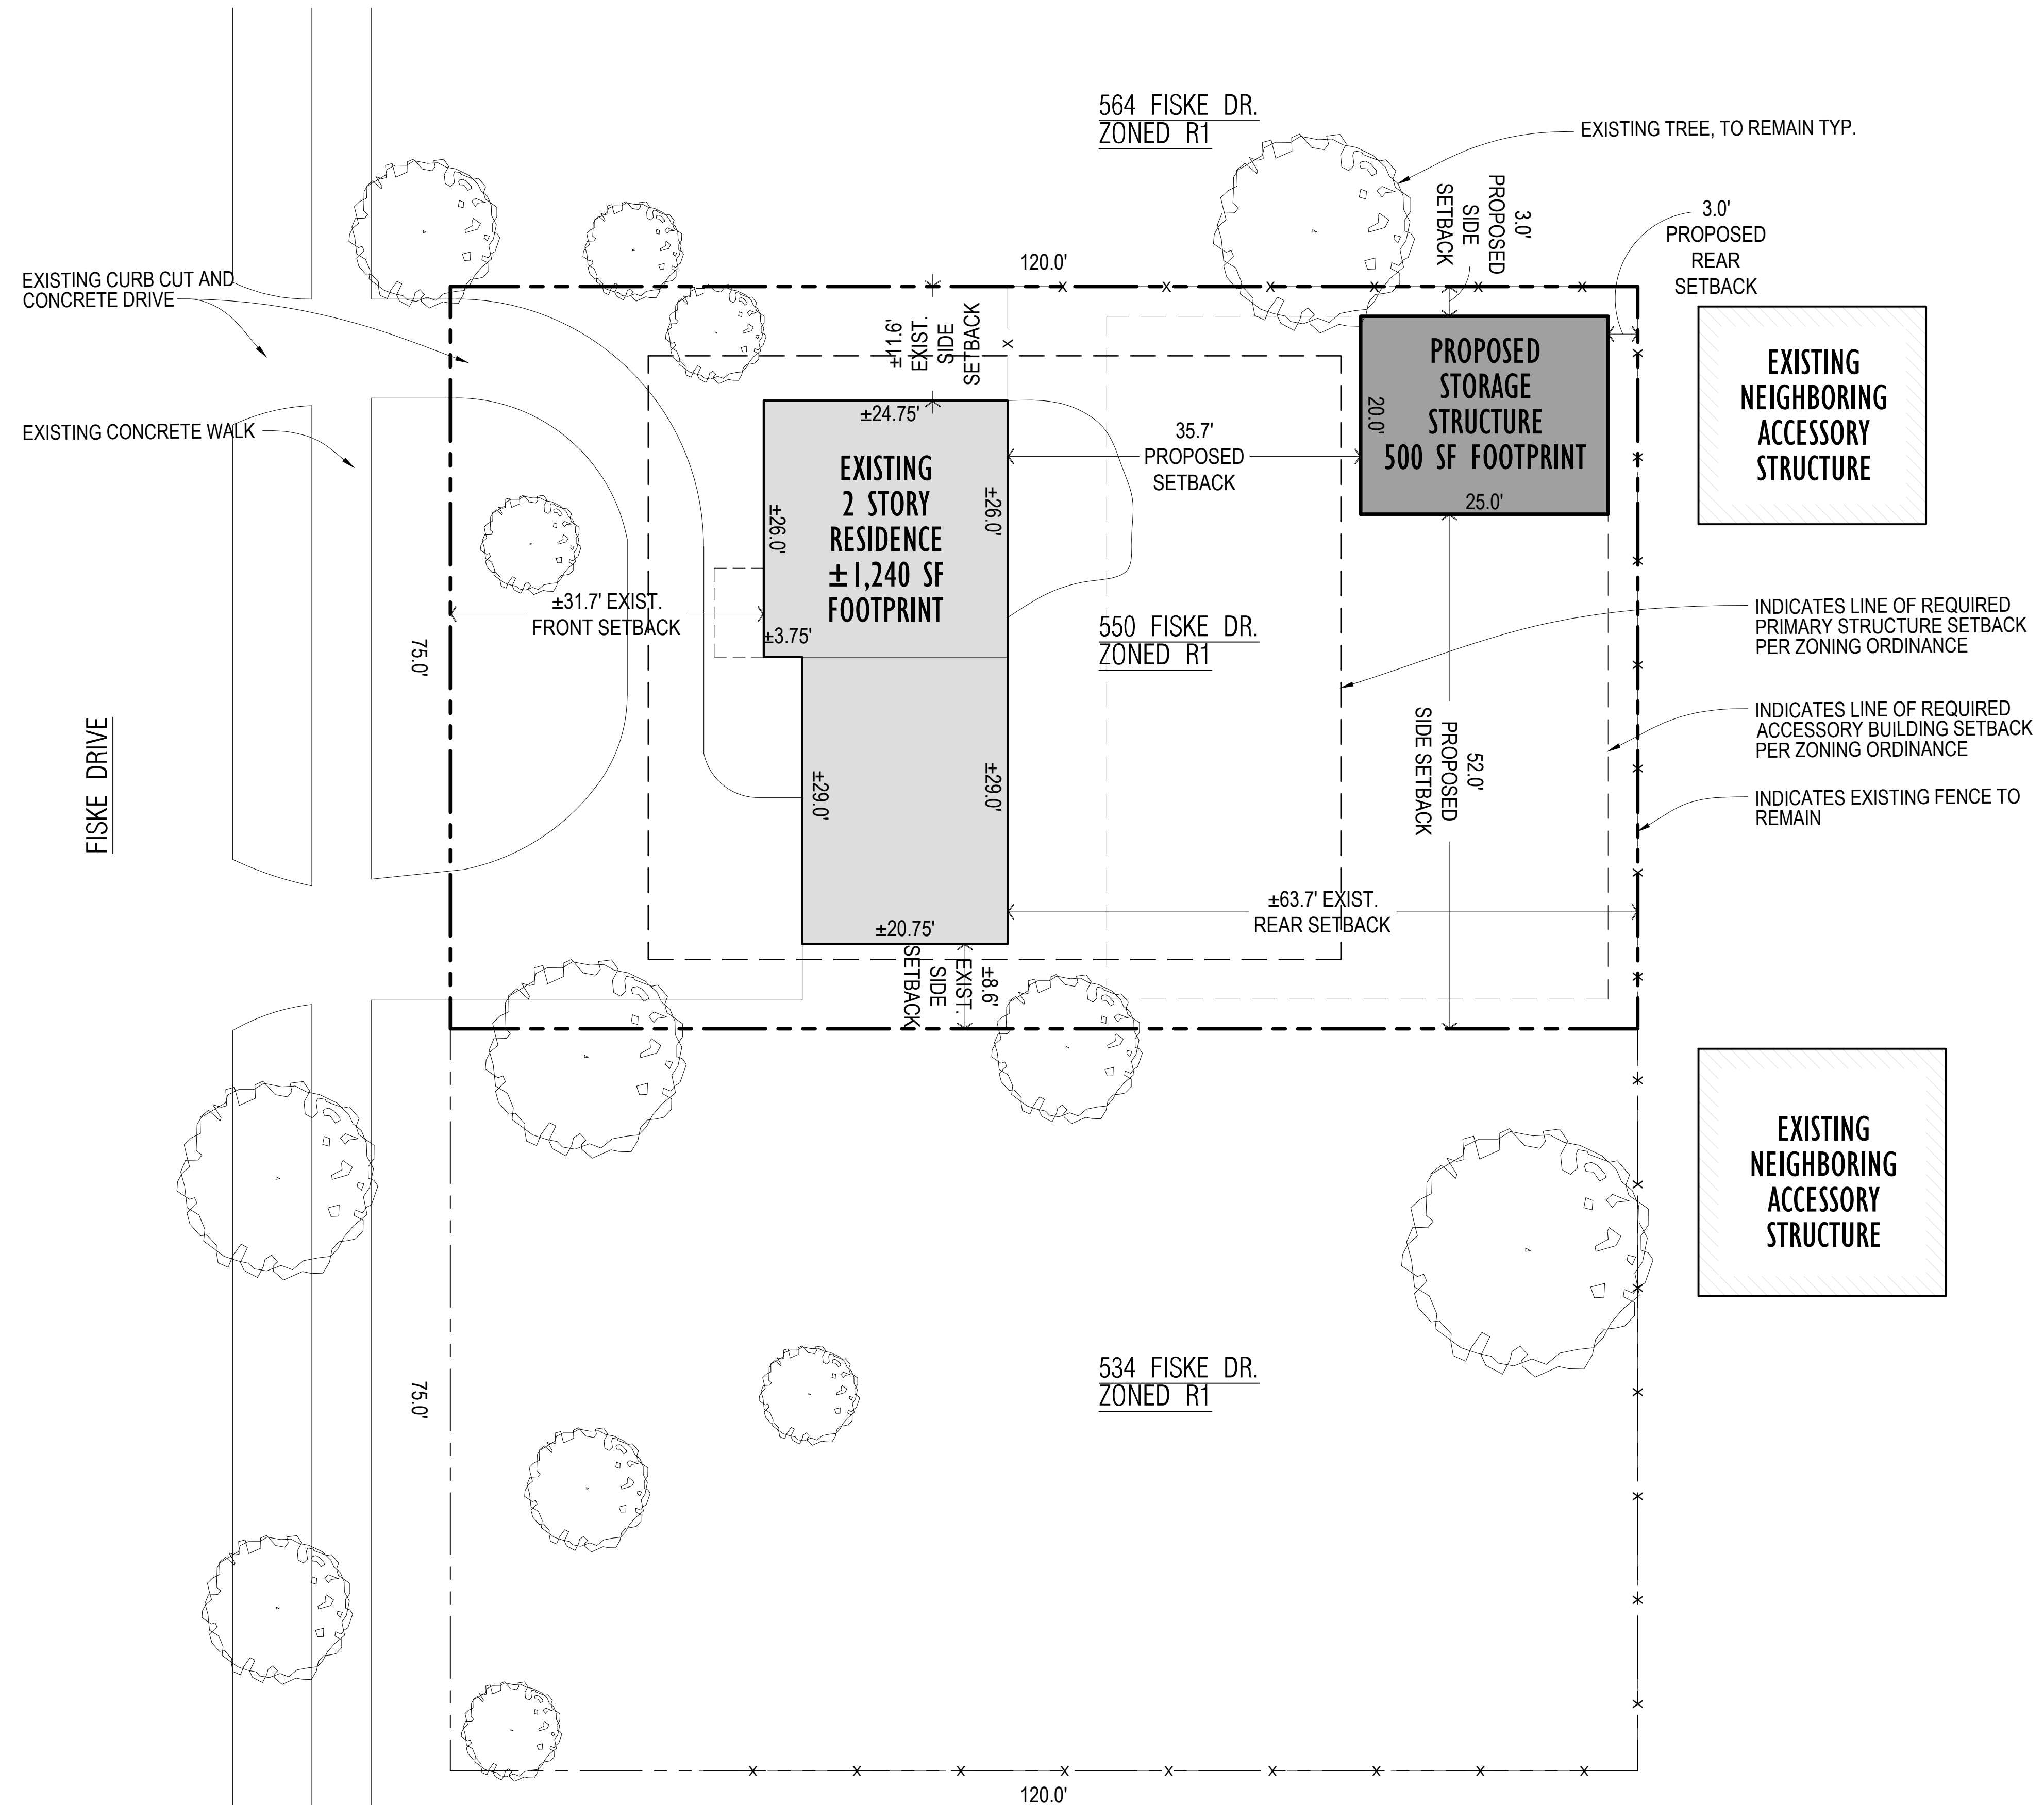 564 FISKE DR.
ZONED R1
EXISTING TREE, TO REMAIN TYP.
3.0'
PROPOSED
SIDE
SETBACK
3.0'
PROPOSED
REAR
SETBACK
120.0'
EXISTING CURB CUT AND
CONCRETE DRIVE
EXISTING CONCRETE WALK
±11.6'
EXIST.
SIDE
SETBACK
PROPOSED
STORAGE
STRUCTURE
500 SF FOOTPRINT
20.0'
25.0'
EXISTING
NEIGHBORING
ACCESSORY
STRUCTURE
±24.75'
35.7'
PROPOSED
SETBACK
EXISTING
2 STORY
RESIDENCE
±1,240 SF
FOOTPRINT
±26.0'
±26.0'
±31.7' EXIST.
FRONT SETBACK
±3.75'
550 FISKE DR.
ZONED R1
INDICATES LINE OF REQUIRED
PRIMARY STRUCTURE SETBACK
PER ZONING ORDINANCE
75.0'
FISKE DRIVE
52.0'
PROPOSED
SIDE SETBACK
INDICATES LINE OF REQUIRED
ACCESSORY BUILDING SETBACK
PER ZONING ORDINANCE
±29.0'
±29.0'
INDICATES EXISTING FENCE TO
REMAIN
±63.7' EXIST.
REAR SETBACK
±20.75'
±8.6'
EXIST.
SIDE
SETBACK
EXISTING
NEIGHBORING
ACCESSORY
STRUCTURE
75.0'
534 FISKE DR.
ZONED R1
120.0'